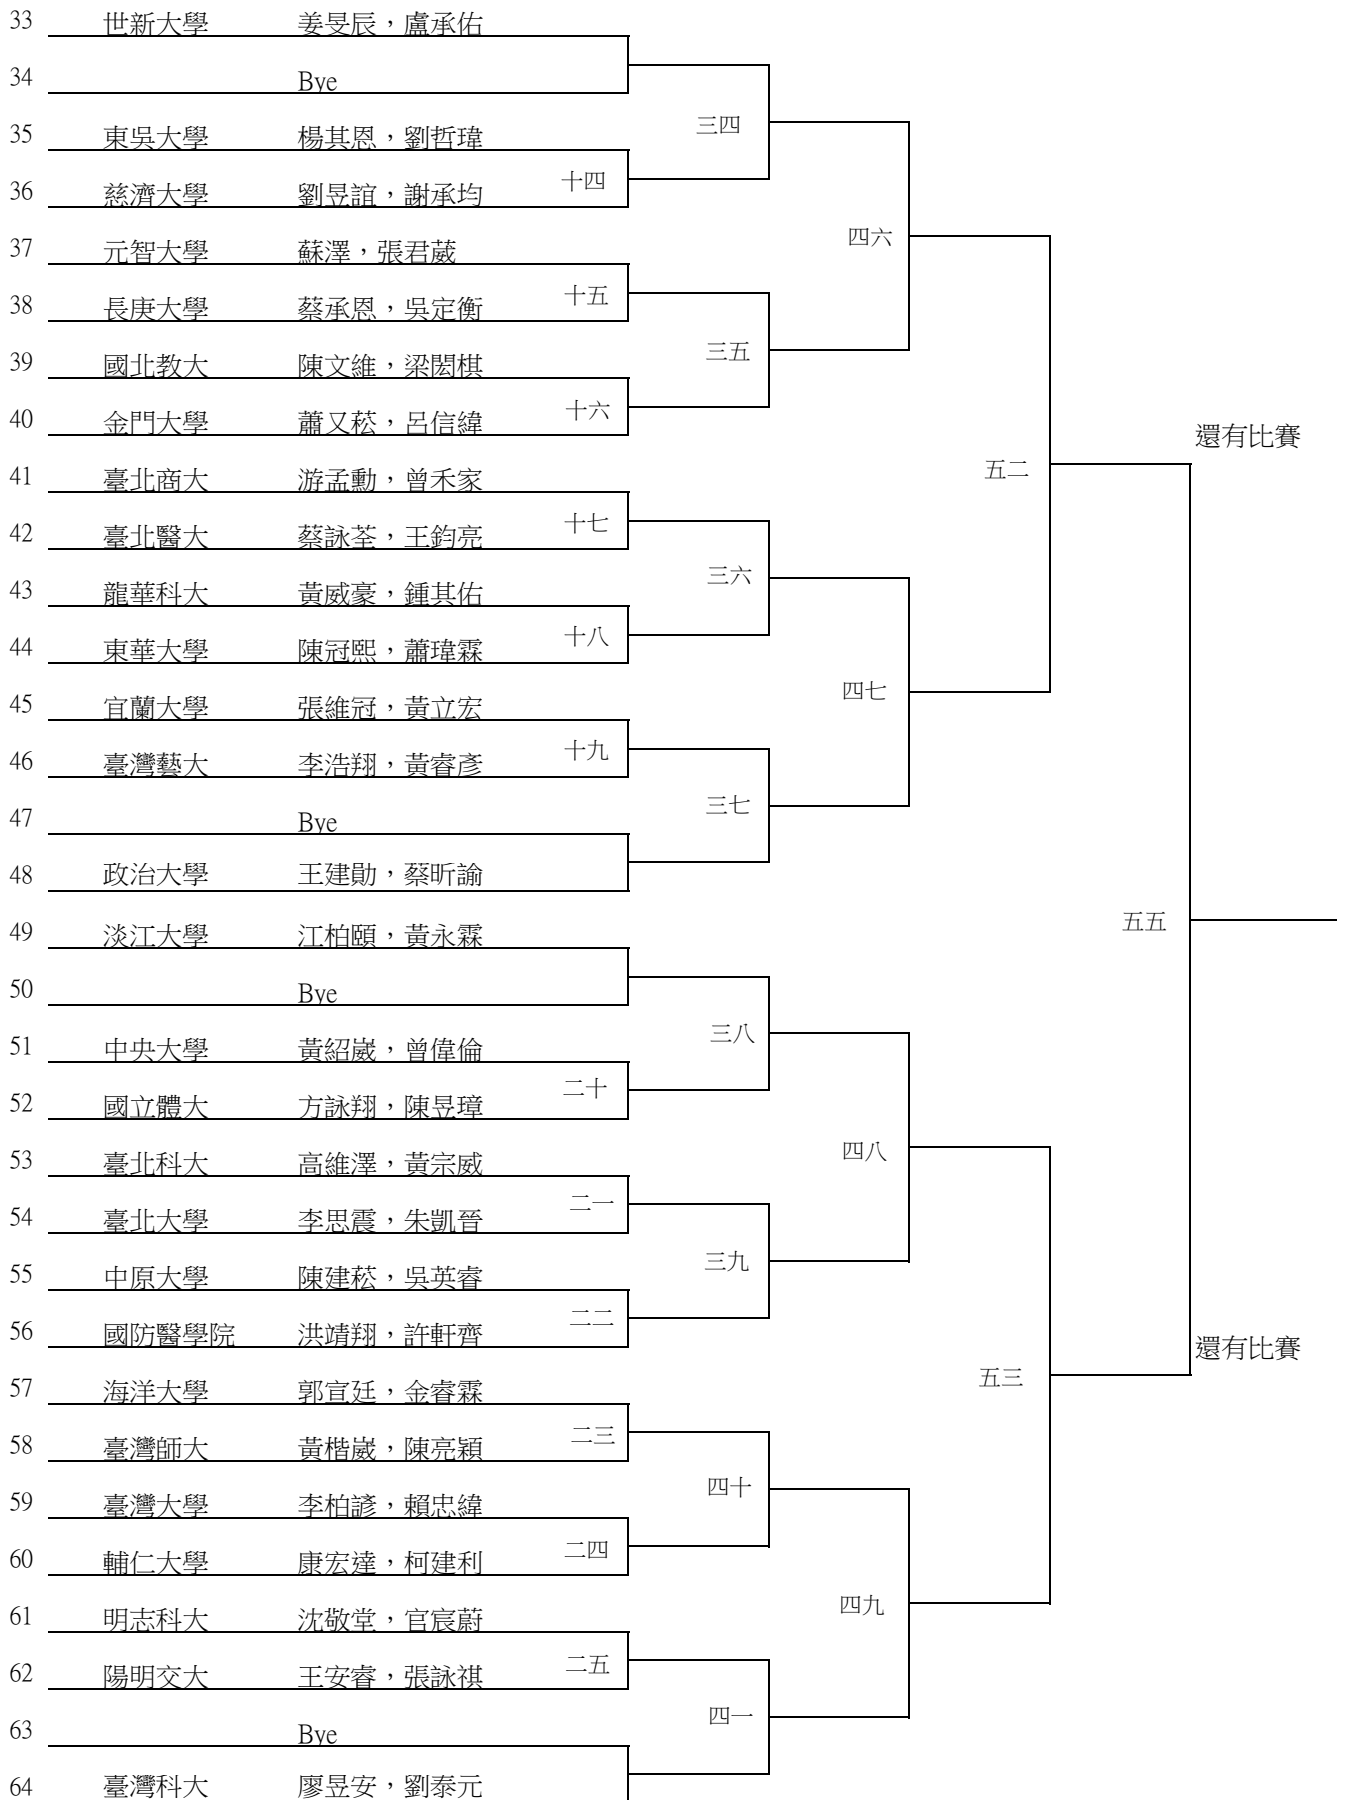 33 世新大學 姜旻辰，盧承佑
34 Bye
三四
35 東吳大學 楊其恩，劉哲瑋
十四
36 慈濟大學 劉昱誼，謝承均
四六
37 元智大學 蘇澤，張君葳
十五
38 長庚大學 蔡承恩，吳定衡
三五
39 國北教大 陳文維，梁閎棋
十六
40 金門大學 蕭又菘，呂信緯
還有比賽
五二
41 臺北商大 游孟勳，曾禾家
十七
42 臺北醫大 蔡詠荃，王鈞亮
三六
43 龍華科大 黃威豪，鍾其佑
十八
44 東華大學 陳冠熙，蕭瑋霖
四七
45 宜蘭大學 張維冠，黃立宏
十九
46 臺灣藝大 李浩翔，黃睿彥
三七
47 Bye
48 政治大學 王建勛，蔡昕諭
五五
49 淡江大學 江柏頤，黃永霖
50 Bye
三八
51 中央大學 黃紹崴，曾偉倫
二十
52 國立體大 方詠翔，陳昱璋
四八
53 臺北科大 高維澤，黃宗威
二一
54 臺北大學 李思震，朱凱晉
三九
55 中原大學 陳建菘，吳英睿
二二
56 國防醫學院 洪靖翔，許軒齊
還有比賽
五三
57 海洋大學 郭宣廷，金睿霖
二三
58 臺灣師大 黃楷崴，陳亮穎
四十
59 臺灣大學 李柏諺，賴忠緯
二四
60 輔仁大學 康宏達，柯建利
四九
61 明志科大 沈敬堂，官宸蔚
二五
62 陽明交大 王安睿，張詠祺
四一
63 Bye
64 臺灣科大 廖昱安，劉泰元